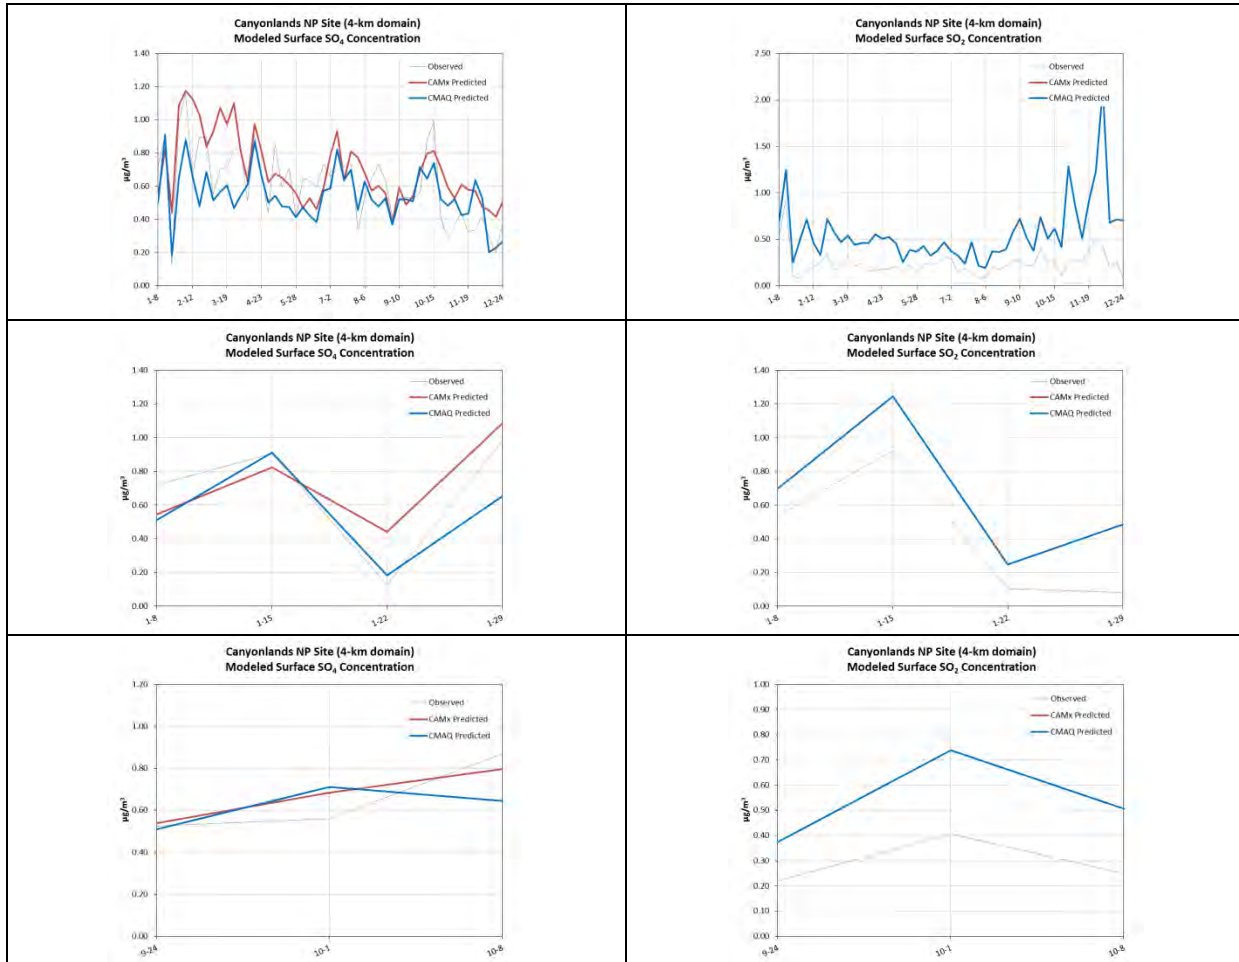 Canyonlands NP Site (4-km domain)
Modeled Surface SO₄ Concentration
1.40
1.20
1.00
0.80
0.60
0.40
0.20
0.00
µg/m³
Observed
CAMx Predicted
CMAQ Predicted
1-8
2-12
3-19
4-23
5-28
7-2
8-6
9-10
10-15
11-19
12-24
Canyonlands NP Site (4-km domain)
Modeled Surface SO₂ Concentration
2.50
2.00
1.50
1.00
0.50
0.00
µg/m³
Observed
CAMx Predicted
CMAQ Predicted
1-8
2-12
3-19
4-23
5-28
7-2
8-6
9-10
10-15
11-19
12-24
Canyonlands NP Site (4-km domain)
Modeled Surface SO₄ Concentration
1.40
1.20
1.00
0.80
0.60
0.40
0.20
0.00
µg/m³
Observed
CAMx Predicted
CMAQ Predicted
1-8
1-15
1-22
1-29
Canyonlands NP Site (4-km domain)
Modeled Surface SO₂ Concentration
1.40
1.20
1.00
0.80
0.60
0.40
0.20
0.00
µg/m³
Observed
CAMx Predicted
CMAQ Predicted
1-8
1-15
1-22
1-29
Canyonlands NP Site (4-km domain)
Modeled Surface SO₄ Concentration
1.20
1.00
0.80
0.60
0.40
0.20
0.00
µg/m³
Observed
CAMx Predicted
CMAQ Predicted
9-24
10-1
10-8
Canyonlands NP Site (4-km domain)
Modeled Surface SO₂ Concentration
1.00
0.90
0.80
0.70
0.60
0.50
0.40
0.30
0.20
0.10
0.00
µg/m³
Observed
CAMx Predicted
CMAQ Predicted
9-24
10-1
10-8